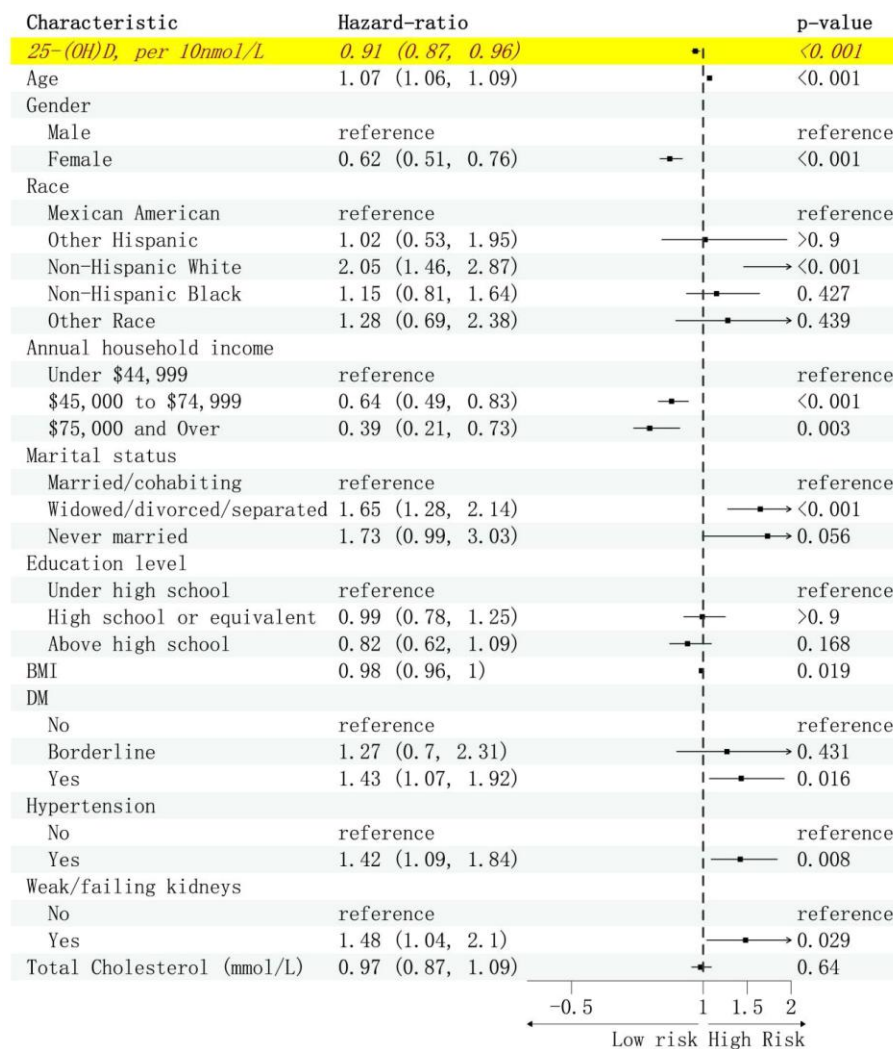 Characteristic Hazard-ratio p-value
25-(OH)D, per 10nmol/L 0.91 (0.87, 0.96) <0.001
Age 1.07 (1.06, 1.09) <0.001
Gender
Male reference reference
Female 0.62 (0.51, 0.76) <0.001
Race
Mexican American reference reference
Other Hispanic 1.02 (0.53, 1.95) >0.9
Non-Hispanic White 2.05 (1.46, 2.87) <0.001
Non-Hispanic Black 1.15 (0.81, 1.64) 0.427
Other Race 1.28 (0.69, 2.38) 0.439
Annual household income
Under $44,999 reference reference
$45,000 to $74,999 0.64 (0.49, 0.83) <0.001
$75,000 and Over 0.39 (0.21, 0.73) 0.003
Marital status
Married/cohabiting reference reference
Widowed/divorced/separated 1.65 (1.28, 2.14) <0.001
Never married 1.73 (0.99, 3.03) 0.056
Education level
Under high school reference reference
High school or equivalent 0.99 (0.78, 1.25) >0.9
Above high school 0.82 (0.62, 1.09) 0.168
BMI 0.98 (0.96, 1) 0.019
DM
No reference reference
Borderline 1.27 (0.7, 2.31) 0.431
Yes 1.43 (1.07, 1.92) 0.016
Hypertension
No reference reference
Yes 1.42 (1.09, 1.84) 0.008
Weak/failing kidneys
No reference reference
Yes 1.48 (1.04, 2.1) 0.029
Total Cholesterol (mmol/L) 0.97 (0.87, 1.09) 0.64
-0.5 1 1.5 2
Low risk High Risk